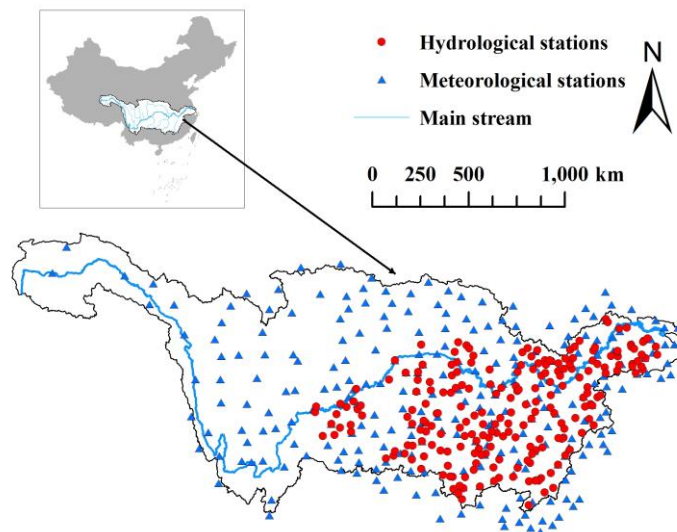 Hydrological stations
Meteorological stations
Main stream
N
0 250 500 1,000 km